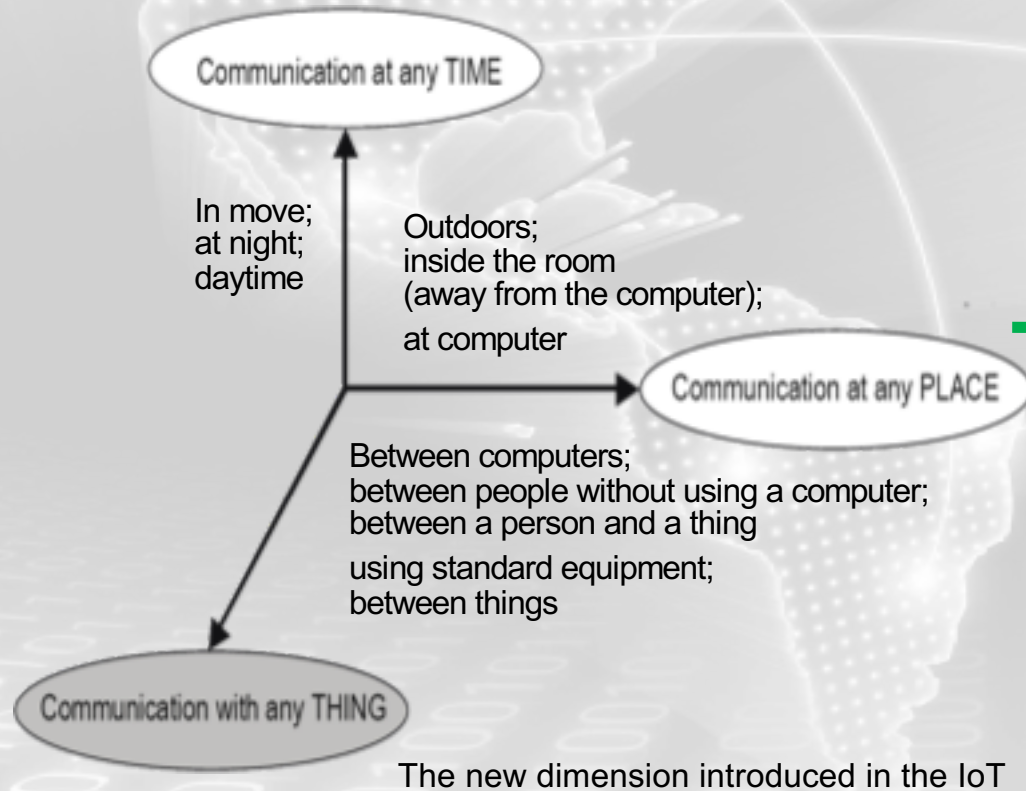 Communication at any TIME
In move;
at night;
daytime
Outdoors;
inside the room
(away from the computer);
at computer
Communication at any PLACE
Between computers;
between people without using a computer;
between a person and a thing
using standard equipment;
between things
Communication with any THING
The new dimension introduced in the IoT